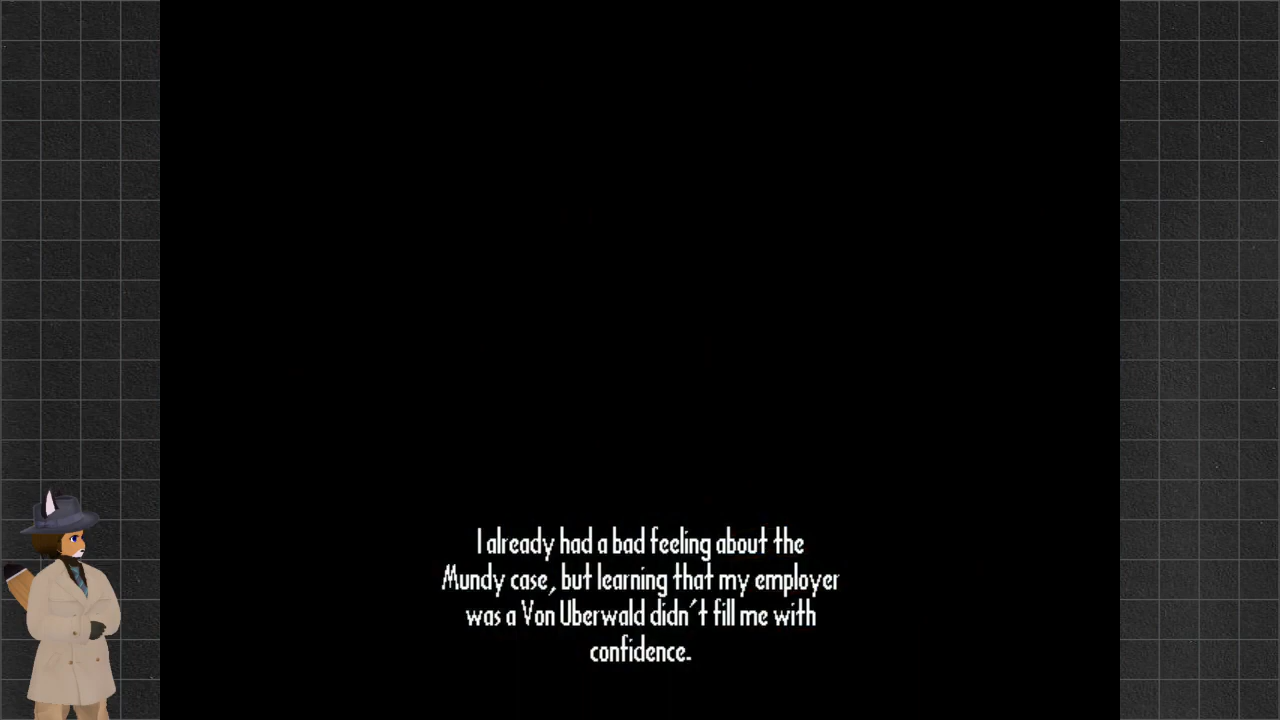 I already had a bad feeling about the
Mundy case, but learning that my employer
was a Von Uberwald didn't fill me with
confidence.